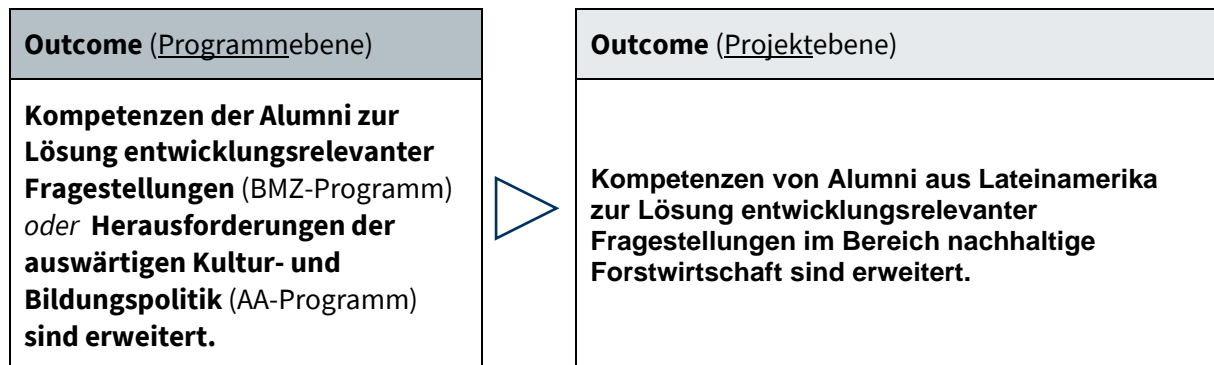 Outcome (Programmebene)
Kompetenzen der Alumni zur
Lösung entwicklungsrelevanter
Fragestellungen (BMZ-Programm)
oder Herausforderungen der
auswärtigen Kultur- und
Bildungspolitik (AA-Programm)
sind erweitert.
Outcome (Projektebene)
Kompetenzen von Alumni aus Lateinamerika
zur Lösung entwicklungsrelevanter
Fragestellungen im Bereich nachhaltige
Forstwirtschaft sind erweitert.